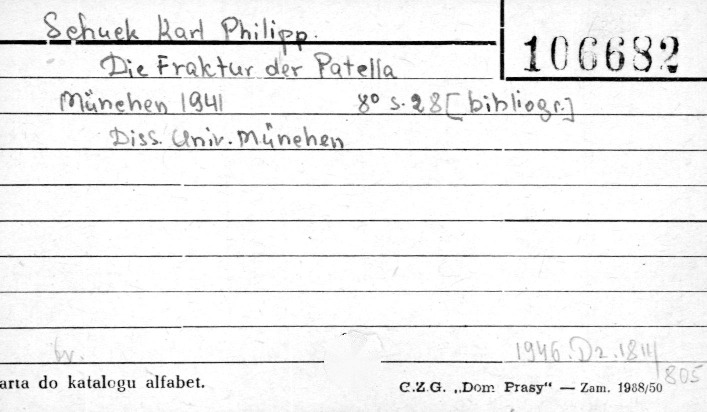 Schuck Karl Philipp.
106682
Die Fraktur der Patella
München 1941 8° s. 28 [bibliogr.]
Diss. Univ. München
1946.Dz.1814/
805
arta do katalogu alfabet.
C.Z.G. „Dom Prasy" — Zam. 1988/50